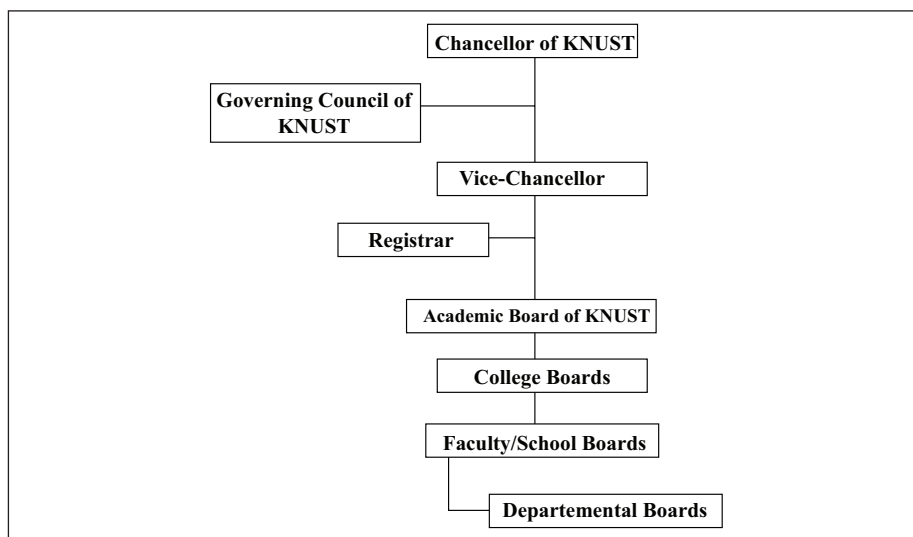 Chancellor of KNUST
Governing Council of
KNUST
Vice-Chancellor
Registrar
Academic Board of KNUST
College Boards
Faculty/School Boards
Departemental Boards